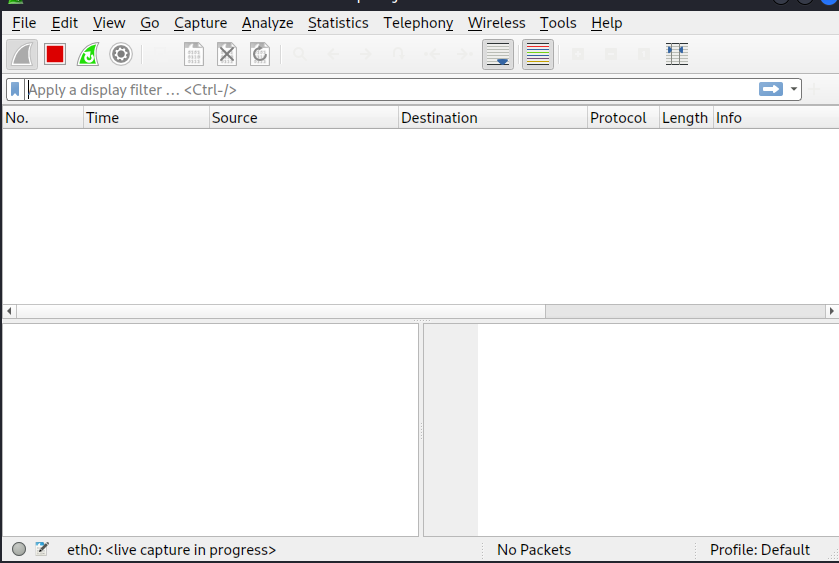 File Edit View Go Capture Analyze Statistics Telephony Wireless Tools Help
Apply a display filter … <Ctrl-/>
No. Time Source Destination Protocol Length Info
eth0: <live capture in progress> No Packets Profile: Default